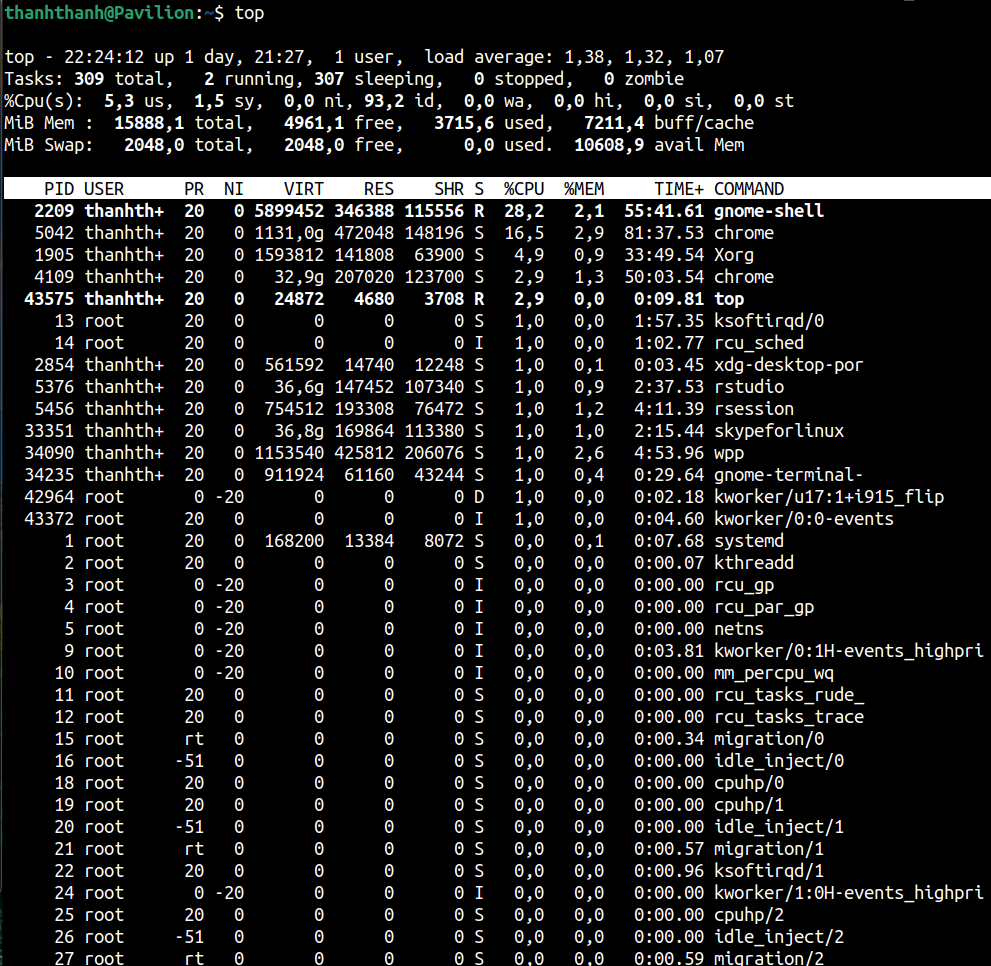 thanhthanh@Pavilion:~$ top
top - 22:24:12 up 1 day, 21:27,  1 user,  load average: 1,38, 1,32, 1,07
Tasks: 309 total,   2 running, 307 sleeping,   0 stopped,   0 zombie
%Cpu(s):  5,3 us,  1,5 sy,  0,0 ni, 93,2 id,  0,0 wa,  0,0 hi,  0,0 si,  0,0 st
MiB Mem :  15888,1 total,   4961,1 free,   3715,6 used,   7211,4 buff/cache
MiB Swap:   2048,0 total,   2048,0 free,      0,0 used.  10608,9 avail Mem
PID USER      PR  NI    VIRT    RES    SHR S  %CPU  %MEM     TIME+ COMMAND
2209 thanhth+  20   0 5899452 346388 115556 R  28,2   2,1  55:41.61 gnome-shell
5042 thanhth+  20   0 1131,0g 472048 148196 S  16,5   2,9  81:37.53 chrome
1905 thanhth+  20   0 1593812 141808  63900 S   4,9   0,9  33:49.54 Xorg
4109 thanhth+  20   0   32,9g 207020 123700 S   2,9   1,3  50:03.54 chrome
43575 thanhth+  20   0   24872   4680   3708 R   2,9   0,0   0:09.81 top
13 root      20   0       0      0      0 S   1,0   0,0   1:57.35 ksoftirqd/0
14 root      20   0       0      0      0 I   1,0   0,0   1:02.77 rcu_sched
2854 thanhth+  20   0  561592  14740  12248 S   1,0   0,1   0:03.45 xdg-desktop-por
5376 thanhth+  20   0   36,6g 147452 107340 S   1,0   0,9   2:37.53 rstudio
5456 thanhth+  20   0  754512 193308  76472 S   1,0   1,2   4:11.39 rsession
33351 thanhth+  20   0   36,8g 169864 113380 S   1,0   1,0   2:15.44 skypeforlinux
34090 thanhth+  20   0 1153540 425812 206076 S   1,0   2,6   4:53.96 wpp
34235 thanhth+  20   0  911924  61160  43244 S   1,0   0,4   0:29.64 gnome-terminal-
42964 root       0 -20       0      0      0 D   1,0   0,0   0:02.18 kworker/u17:1+i915_flip
43372 root      20   0       0      0      0 I   1,0   0,0   0:04.60 kworker/0:0-events
1 root      20   0  168200  13384   8072 S   0,0   0,1   0:07.68 systemd
2 root      20   0       0      0      0 S   0,0   0,0   0:00.07 kthreadd
3 root       0 -20       0      0      0 I   0,0   0,0   0:00.00 rcu_gp
4 root       0 -20       0      0      0 I   0,0   0,0   0:00.00 rcu_par_gp
5 root       0 -20       0      0      0 I   0,0   0,0   0:00.00 netns
9 root       0 -20       0      0      0 I   0,0   0,0   0:03.81 kworker/0:1H-events_highpri
10 root       0 -20       0      0      0 I   0,0   0,0   0:00.00 mm_percpu_wq
11 root      20   0       0      0      0 S   0,0   0,0   0:00.00 rcu_tasks_rude_
12 root      20   0       0      0      0 S   0,0   0,0   0:00.00 rcu_tasks_trace
15 root      rt   0       0      0      0 S   0,0   0,0   0:00.34 migration/0
16 root     -51   0       0      0      0 S   0,0   0,0   0:00.00 idle_inject/0
18 root      20   0       0      0      0 S   0,0   0,0   0:00.00 cpuhp/0
19 root      20   0       0      0      0 S   0,0   0,0   0:00.00 cpuhp/1
20 root     -51   0       0      0      0 S   0,0   0,0   0:00.00 idle_inject/1
21 root      rt   0       0      0      0 S   0,0   0,0   0:00.57 migration/1
22 root      20   0       0      0      0 S   0,0   0,0   0:00.96 ksoftirqd/1
24 root       0 -20       0      0      0 I   0,0   0,0   0:00.00 kworker/1:0H-events_highpri
25 root      20   0       0      0      0 S   0,0   0,0   0:00.00 cpuhp/2
26 root     -51   0       0      0      0 S   0,0   0,0   0:00.00 idle_inject/2
27 root      rt   0       0      0      0 S   0,0   0,0   0:00.59 migration/2